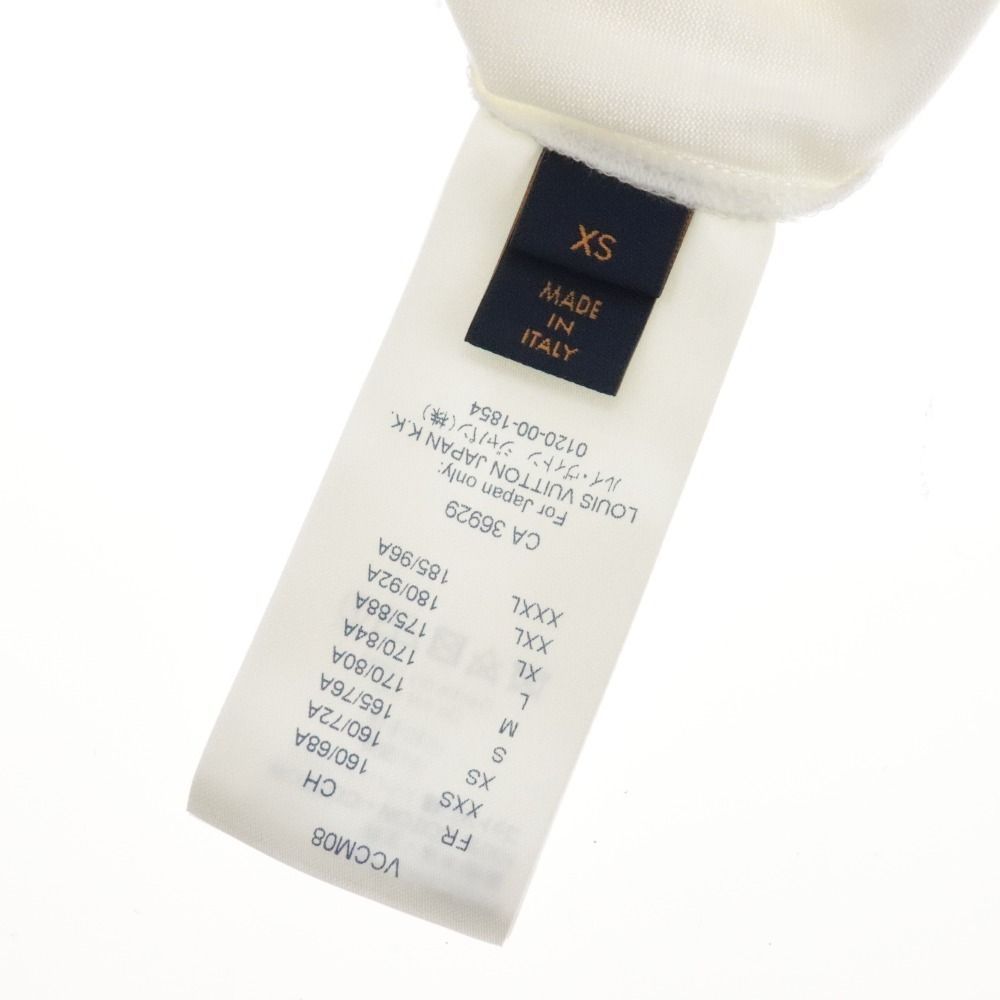 XS
MADE
IN
ITALY
VCCM08
FR CH
XXS 160/68A
XS 160/72A
S 165/76A
M 170/80A
L 170/84A
XL 175/88A
XXL 180/92A
XXXL 185/96A
CA 36929
For Japan only:
LOUIS VUITTON JAPAN K.K.
ルイ・ヴィトン ジャパン(株)
0120-00-1854